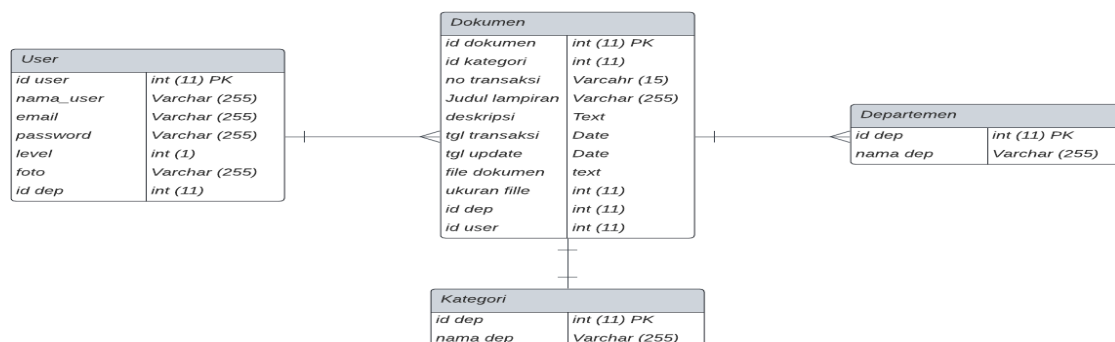 User
id user int (11) PK
nama_user Varchar (255)
email Varchar (255)
password Varchar (255)
level int (1)
foto Varchar (255)
id dep int (11)
Dokumen
id dokumen int (11) PK
id kategori int (11)
no transaksi Varcahr (15)
Judul lampiran Varchar (255)
deskripsi Text
tgl transaksi Date
tgl update Date
file dokumen text
ukuran fille int (11)
id dep int (11)
id user int (11)
Departemen
id dep int (11) PK
nama dep Varchar (255)
Kategori
id dep int (11) PK
nama dep Varchar (255)